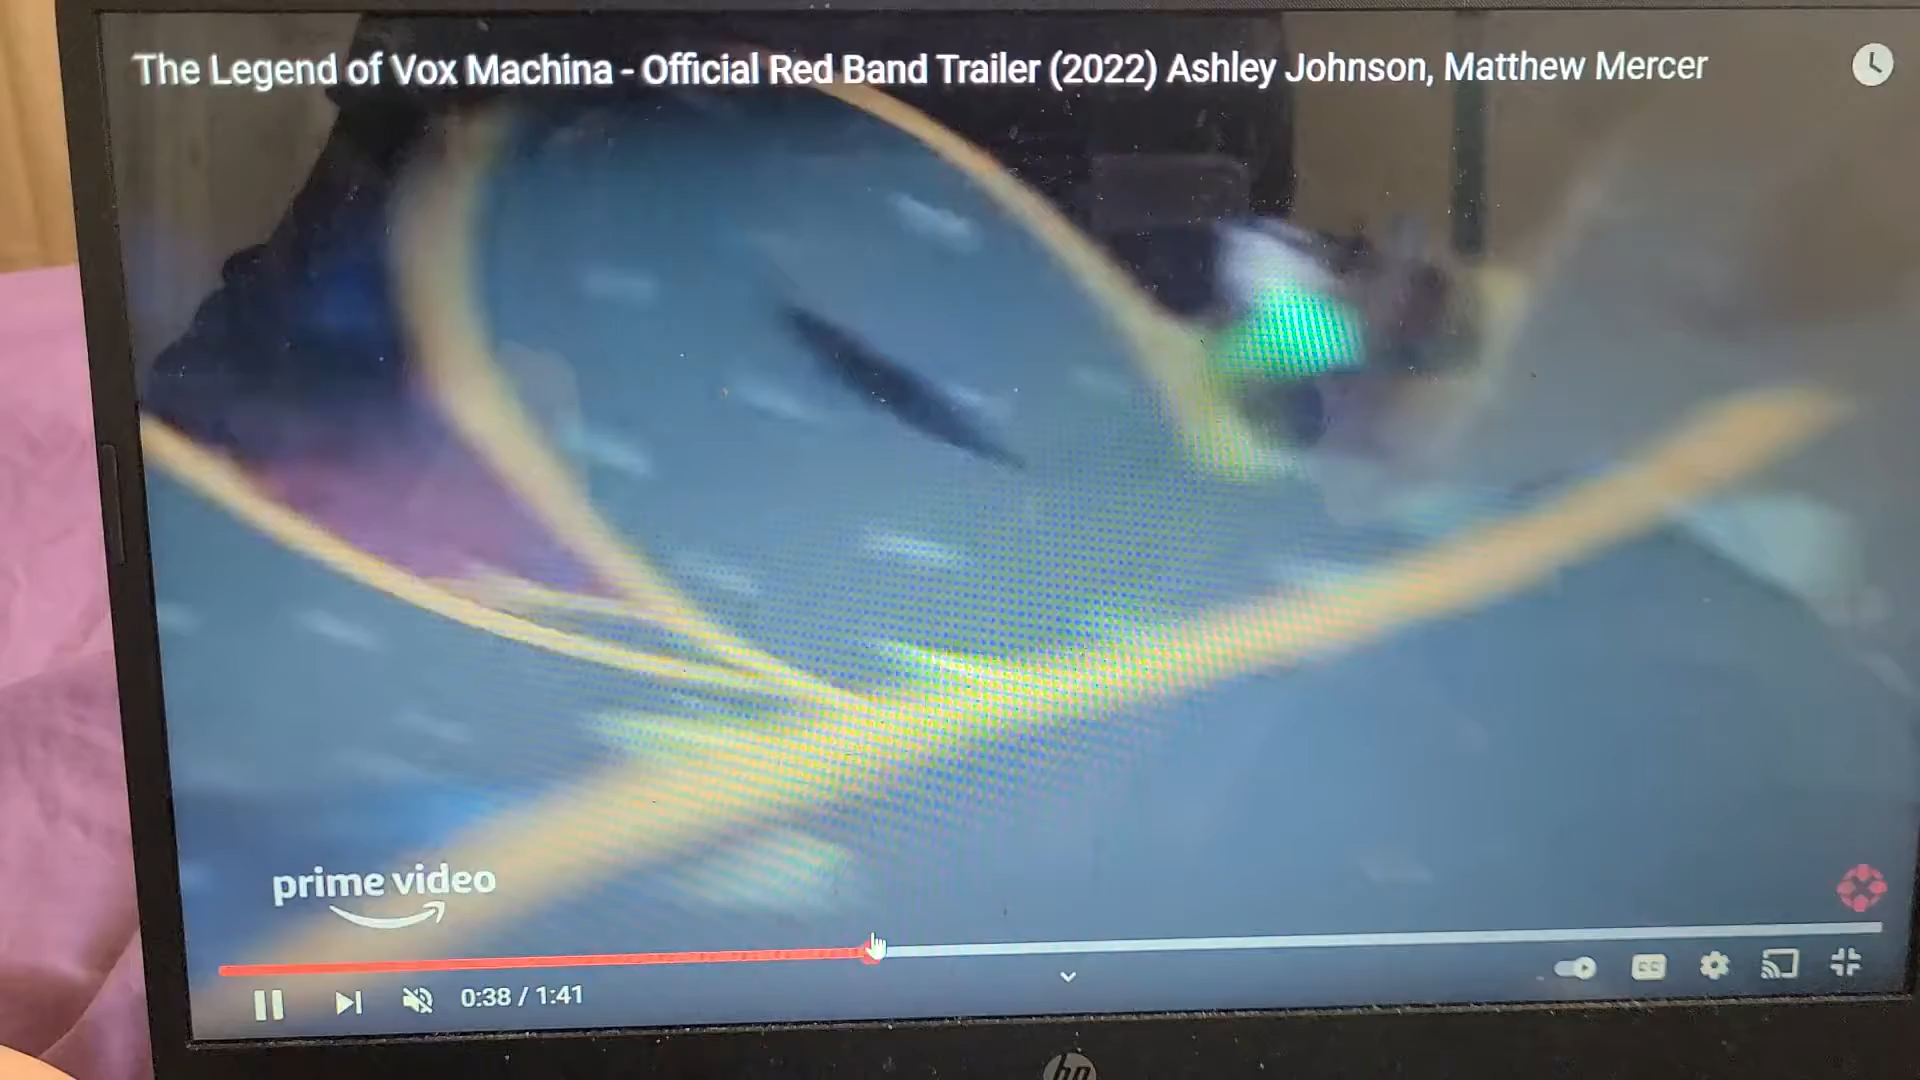 The Legend of Vox Machina - Official Red Band Trailer (2022) Ashley Johnson, Matthew Mercer
prime video
0:38 / 1:41
CC
hp